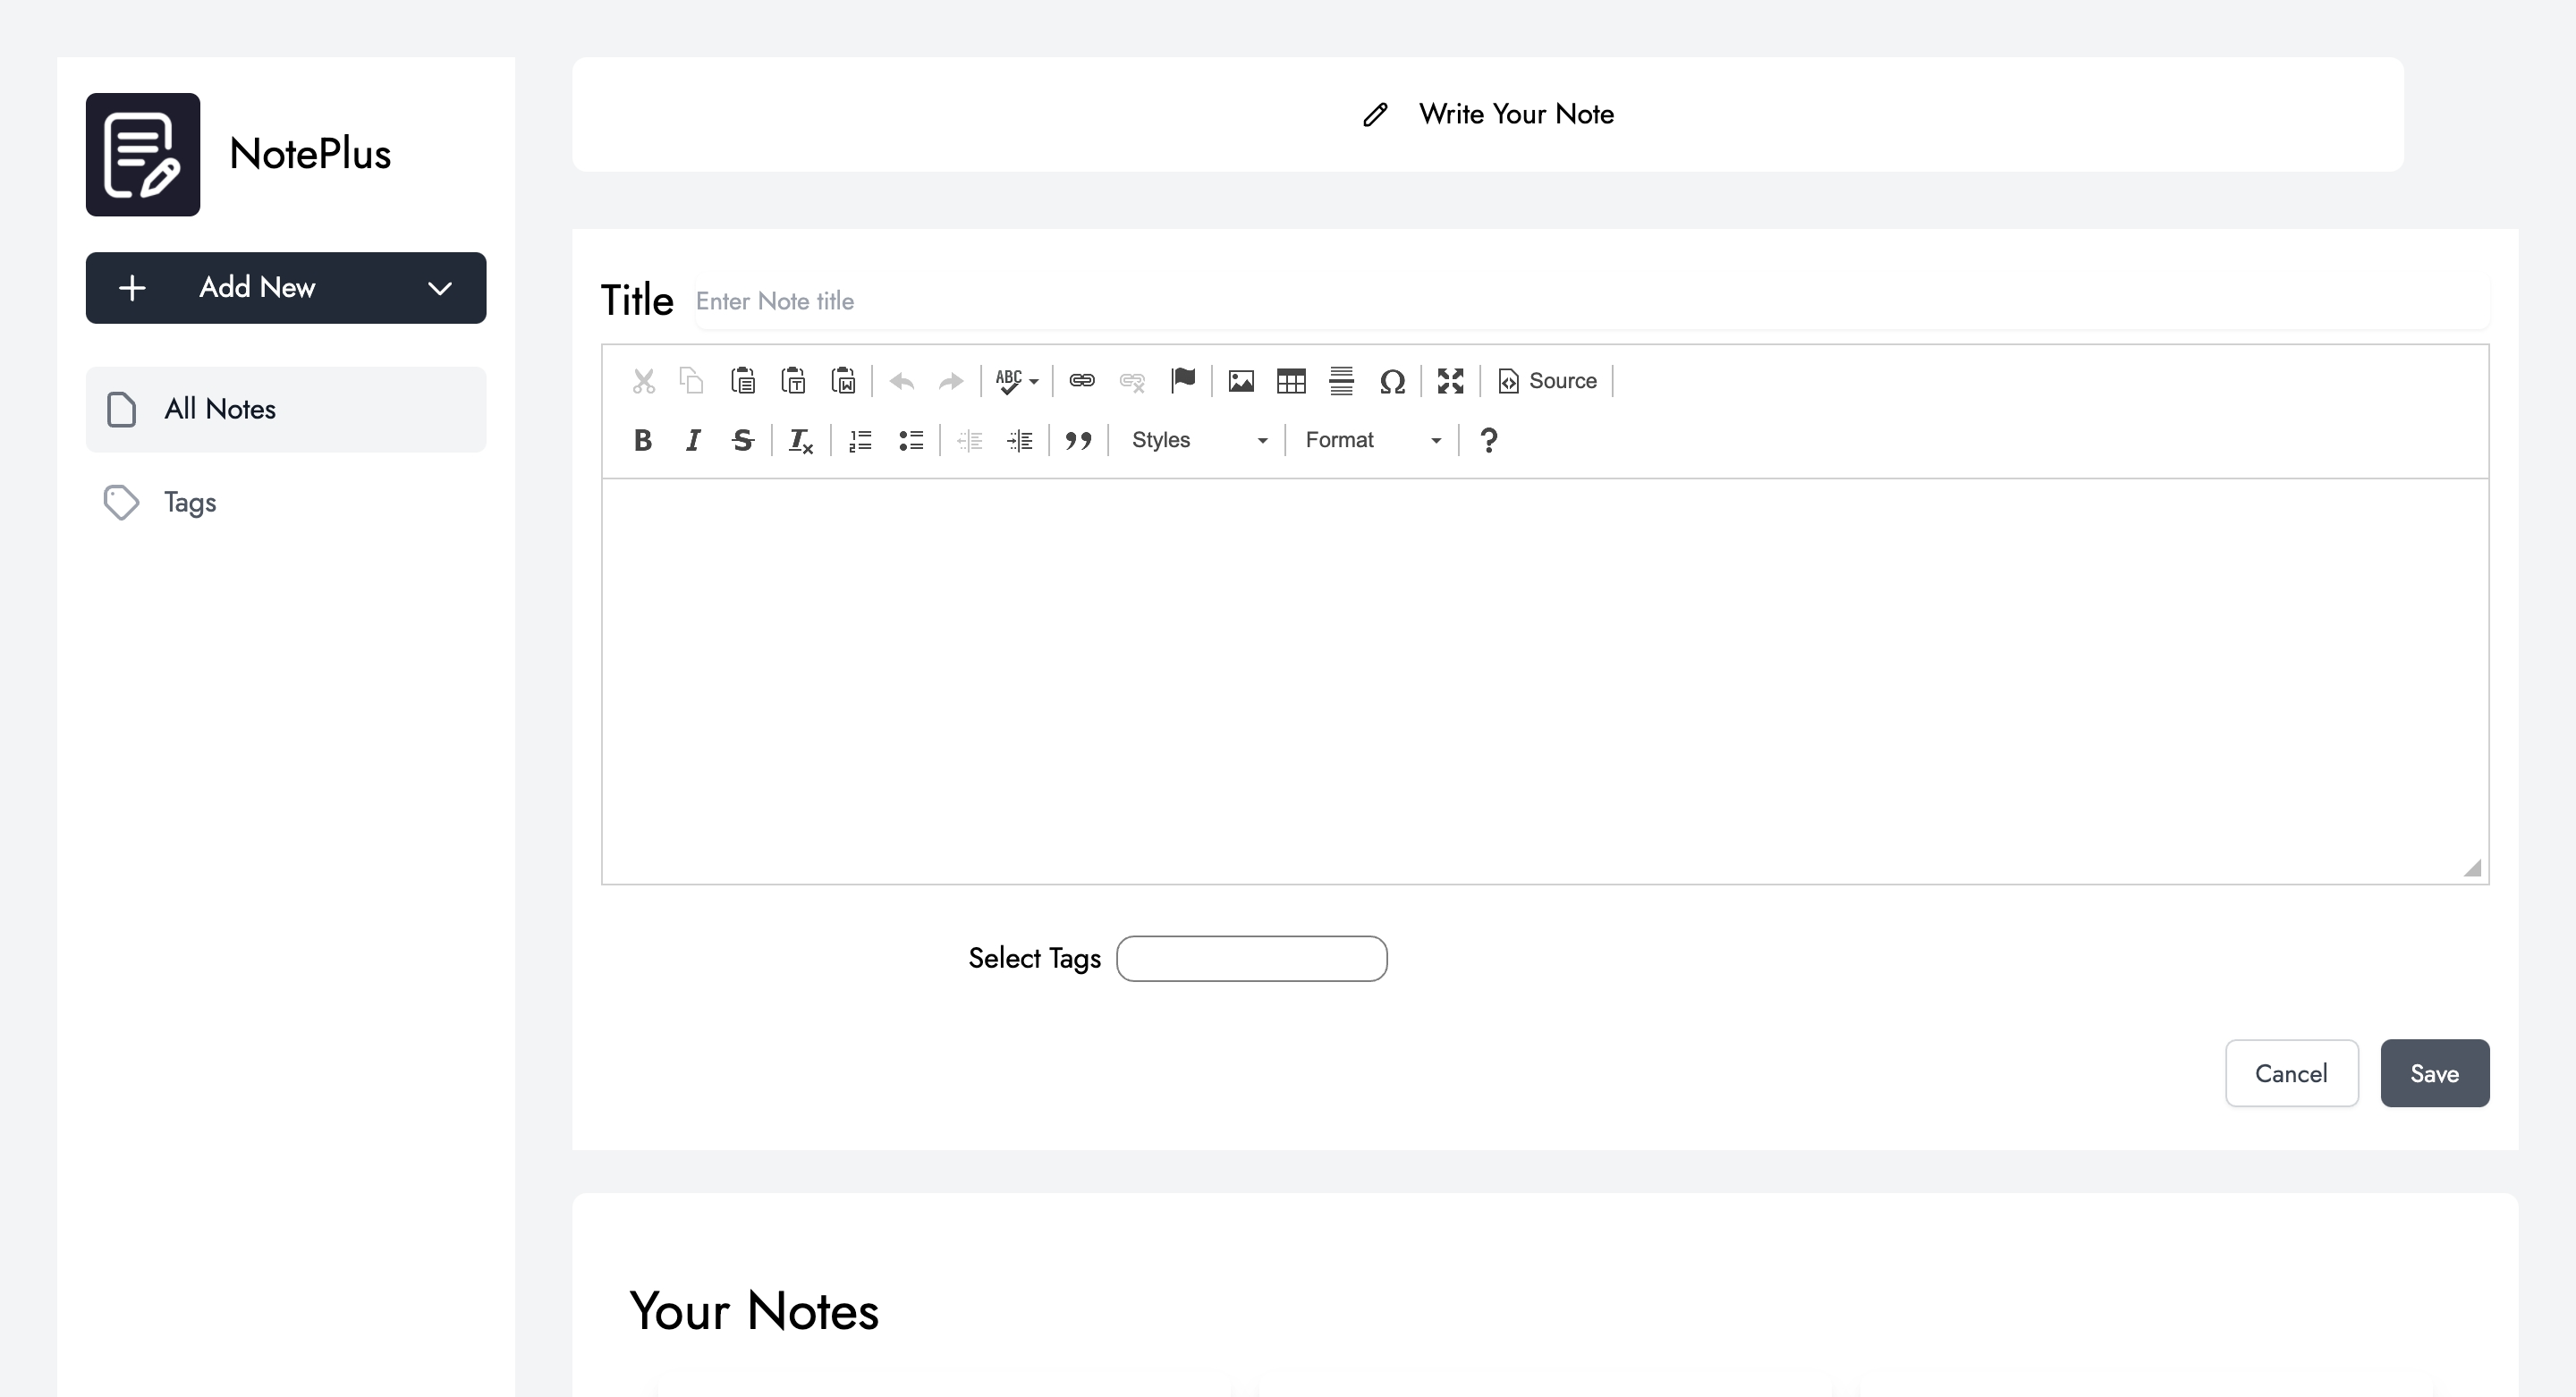 NotePlus
Add New
All Notes
Tags
Write Your Note
Title Enter Note title
ABC Source
Styles Format ?
Select Tags
Cancel Save
Your Notes